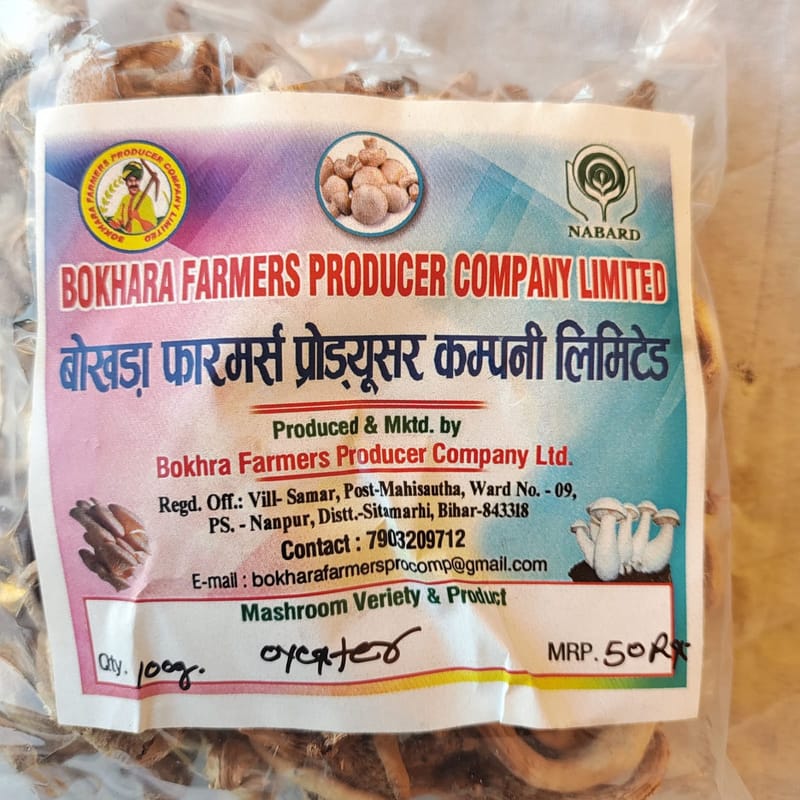 BOKHARA FARMERS PRODUCER COMPANY LIMITED
NABARD
BOKHARA FARMERS PRODUCER COMPANY LIMITED
बोखड़ा फारमर्स प्रोड्यूसर कम्पनी लिमिटेड
Produced & Mktd. by
Bokhra Farmers Producer Company Ltd.
Regd. Off.: Vill- Samar, Post-Mahisautha, Ward No. - 09,
PS. - Nanpur, Distt.-Sitamarhi, Bihar-843318
Contact : 7903209712
E-mail : bokharafarmersprocomp@gmail.com
Mashroom Veriety & Product
Qty. 100g. oyester MRP. 50Rs